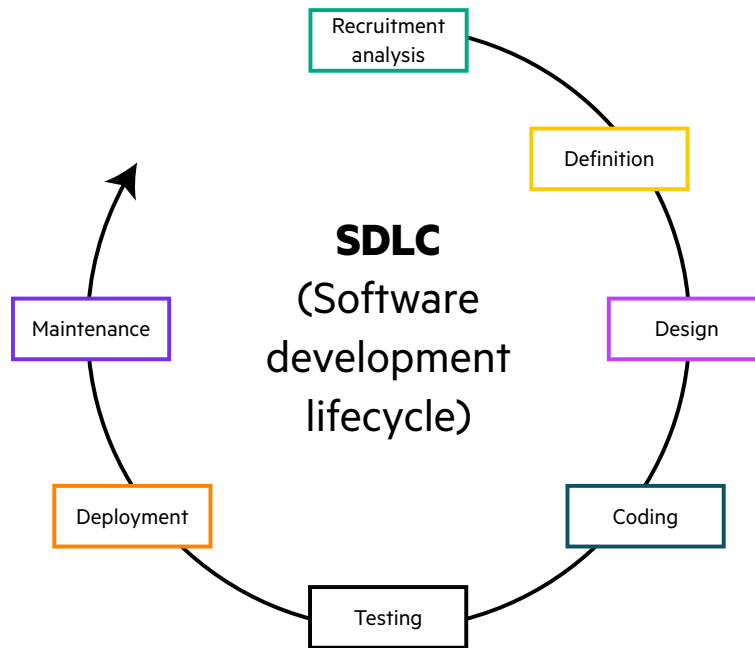 Recruitment
analysis
Definition
SDLC
(Software
development
lifecycle)
Maintenance
Design
Deployment
Coding
Testing